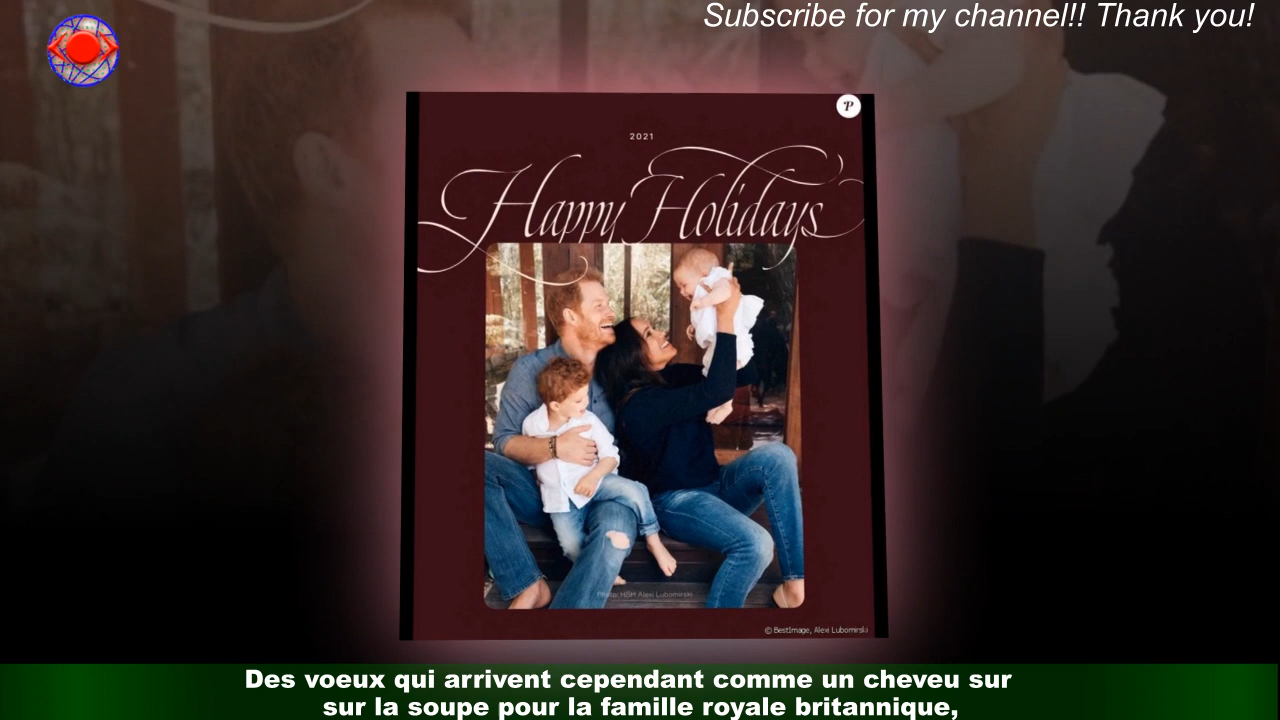 Subscribe for my channel!! Thank you!
P
2021
Happy Holidays
Photo: HSH Alexi Lubomirski
© BestImage, Alexi Lubomirski
Des voeux qui arrivent cependant comme un cheveu sur
sur la soupe pour la famille royale britannique,